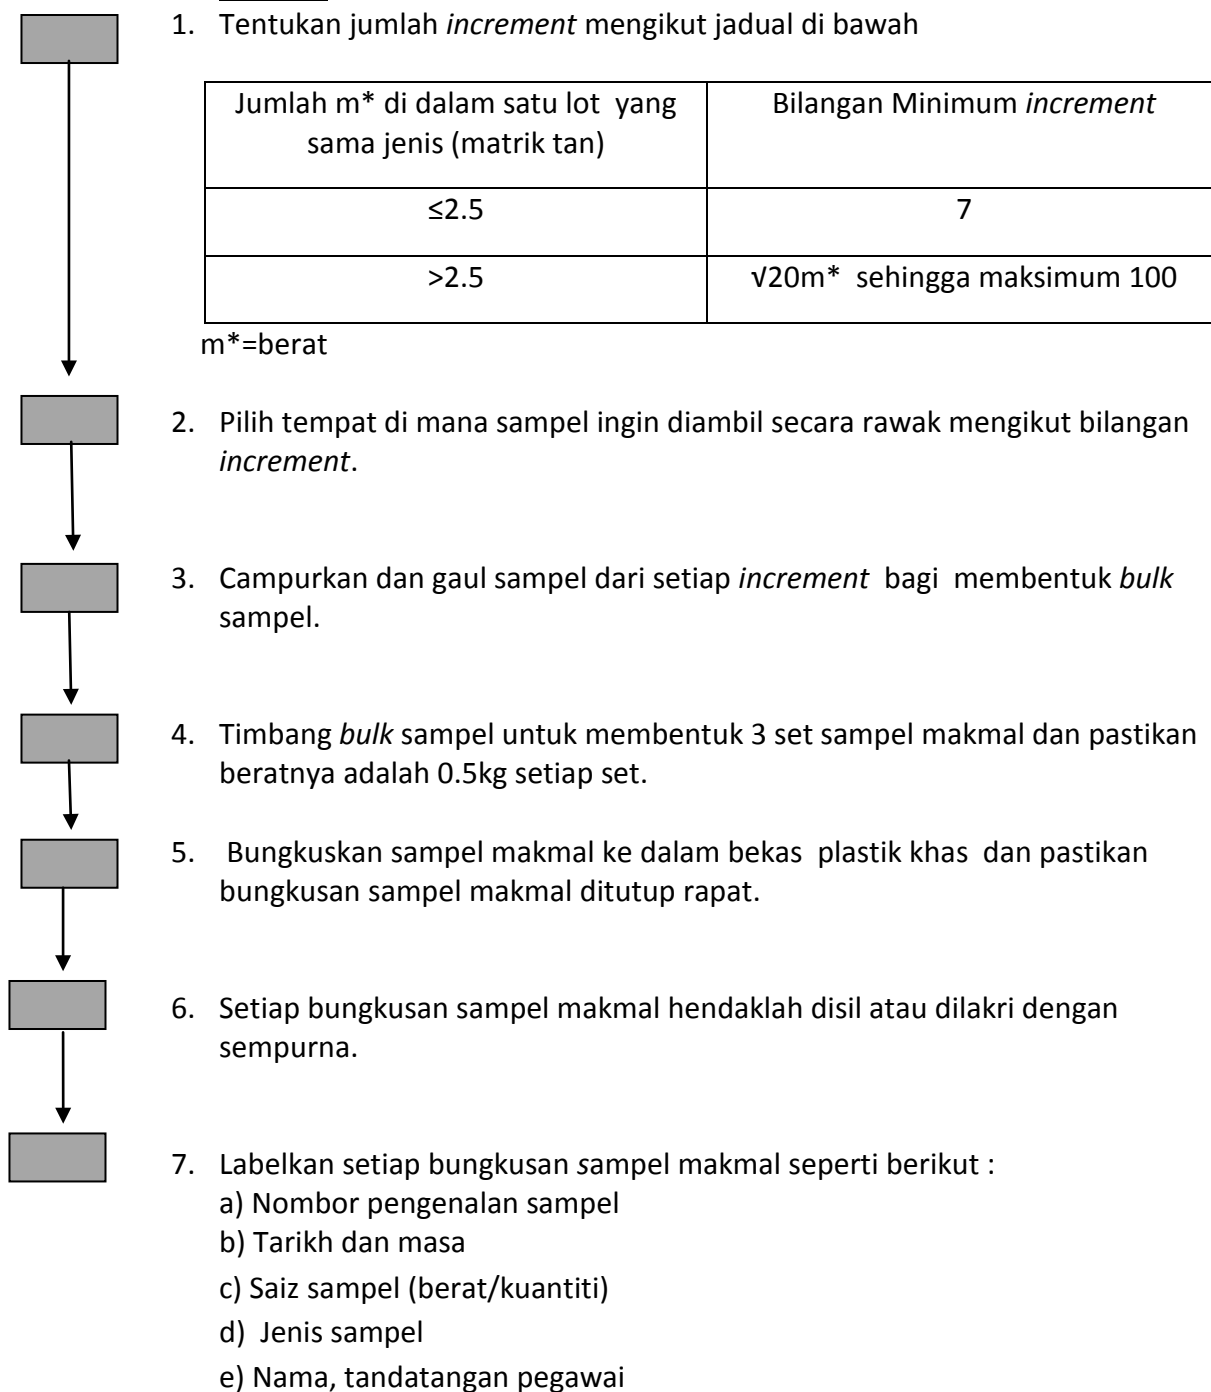 1. Tentukan jumlah increment mengikut jadual di bawah
Jumlah m* di dalam satu lot yang
sama jenis (matrik tan)
Bilangan Minimum increment
≤2.5
7
>2.5
√20m* sehingga maksimum 100
m*=berat
2. Pilih tempat di mana sampel ingin diambil secara rawak mengikut bilangan
increment.
3. Campurkan dan gaul sampel dari setiap increment bagi membentuk bulk
sampel.
4. Timbang bulk sampel untuk membentuk 3 set sampel makmal dan pastikan
beratnya adalah 0.5kg setiap set.
5. Bungkuskan sampel makmal ke dalam bekas plastik khas dan pastikan
bungkusan sampel makmal ditutup rapat.
6. Setiap bungkusan sampel makmal hendaklah disil atau dilakri dengan
sempurna.
7. Labelkan setiap bungkusan sampel makmal seperti berikut :
a) Nombor pengenalan sampel
b) Tarikh dan masa
c) Saiz sampel (berat/kuantiti)
d) Jenis sampel
e) Nama, tandatangan pegawai